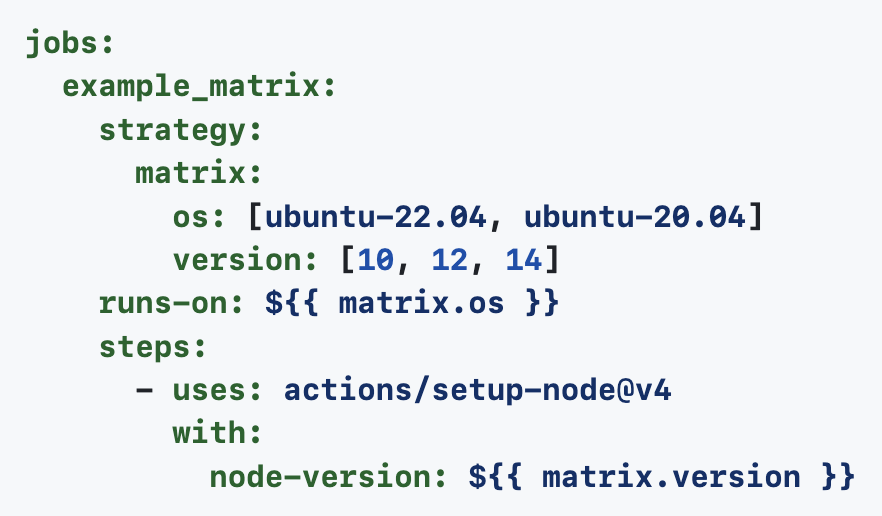 jobs:
  example_matrix:
    strategy:
      matrix:
        os: [ubuntu-22.04, ubuntu-20.04]
        version: [10, 12, 14]
    runs-on: ${{ matrix.os }}
    steps:
      - uses: actions/setup-node@v4
        with:
          node-version: ${{ matrix.version }}